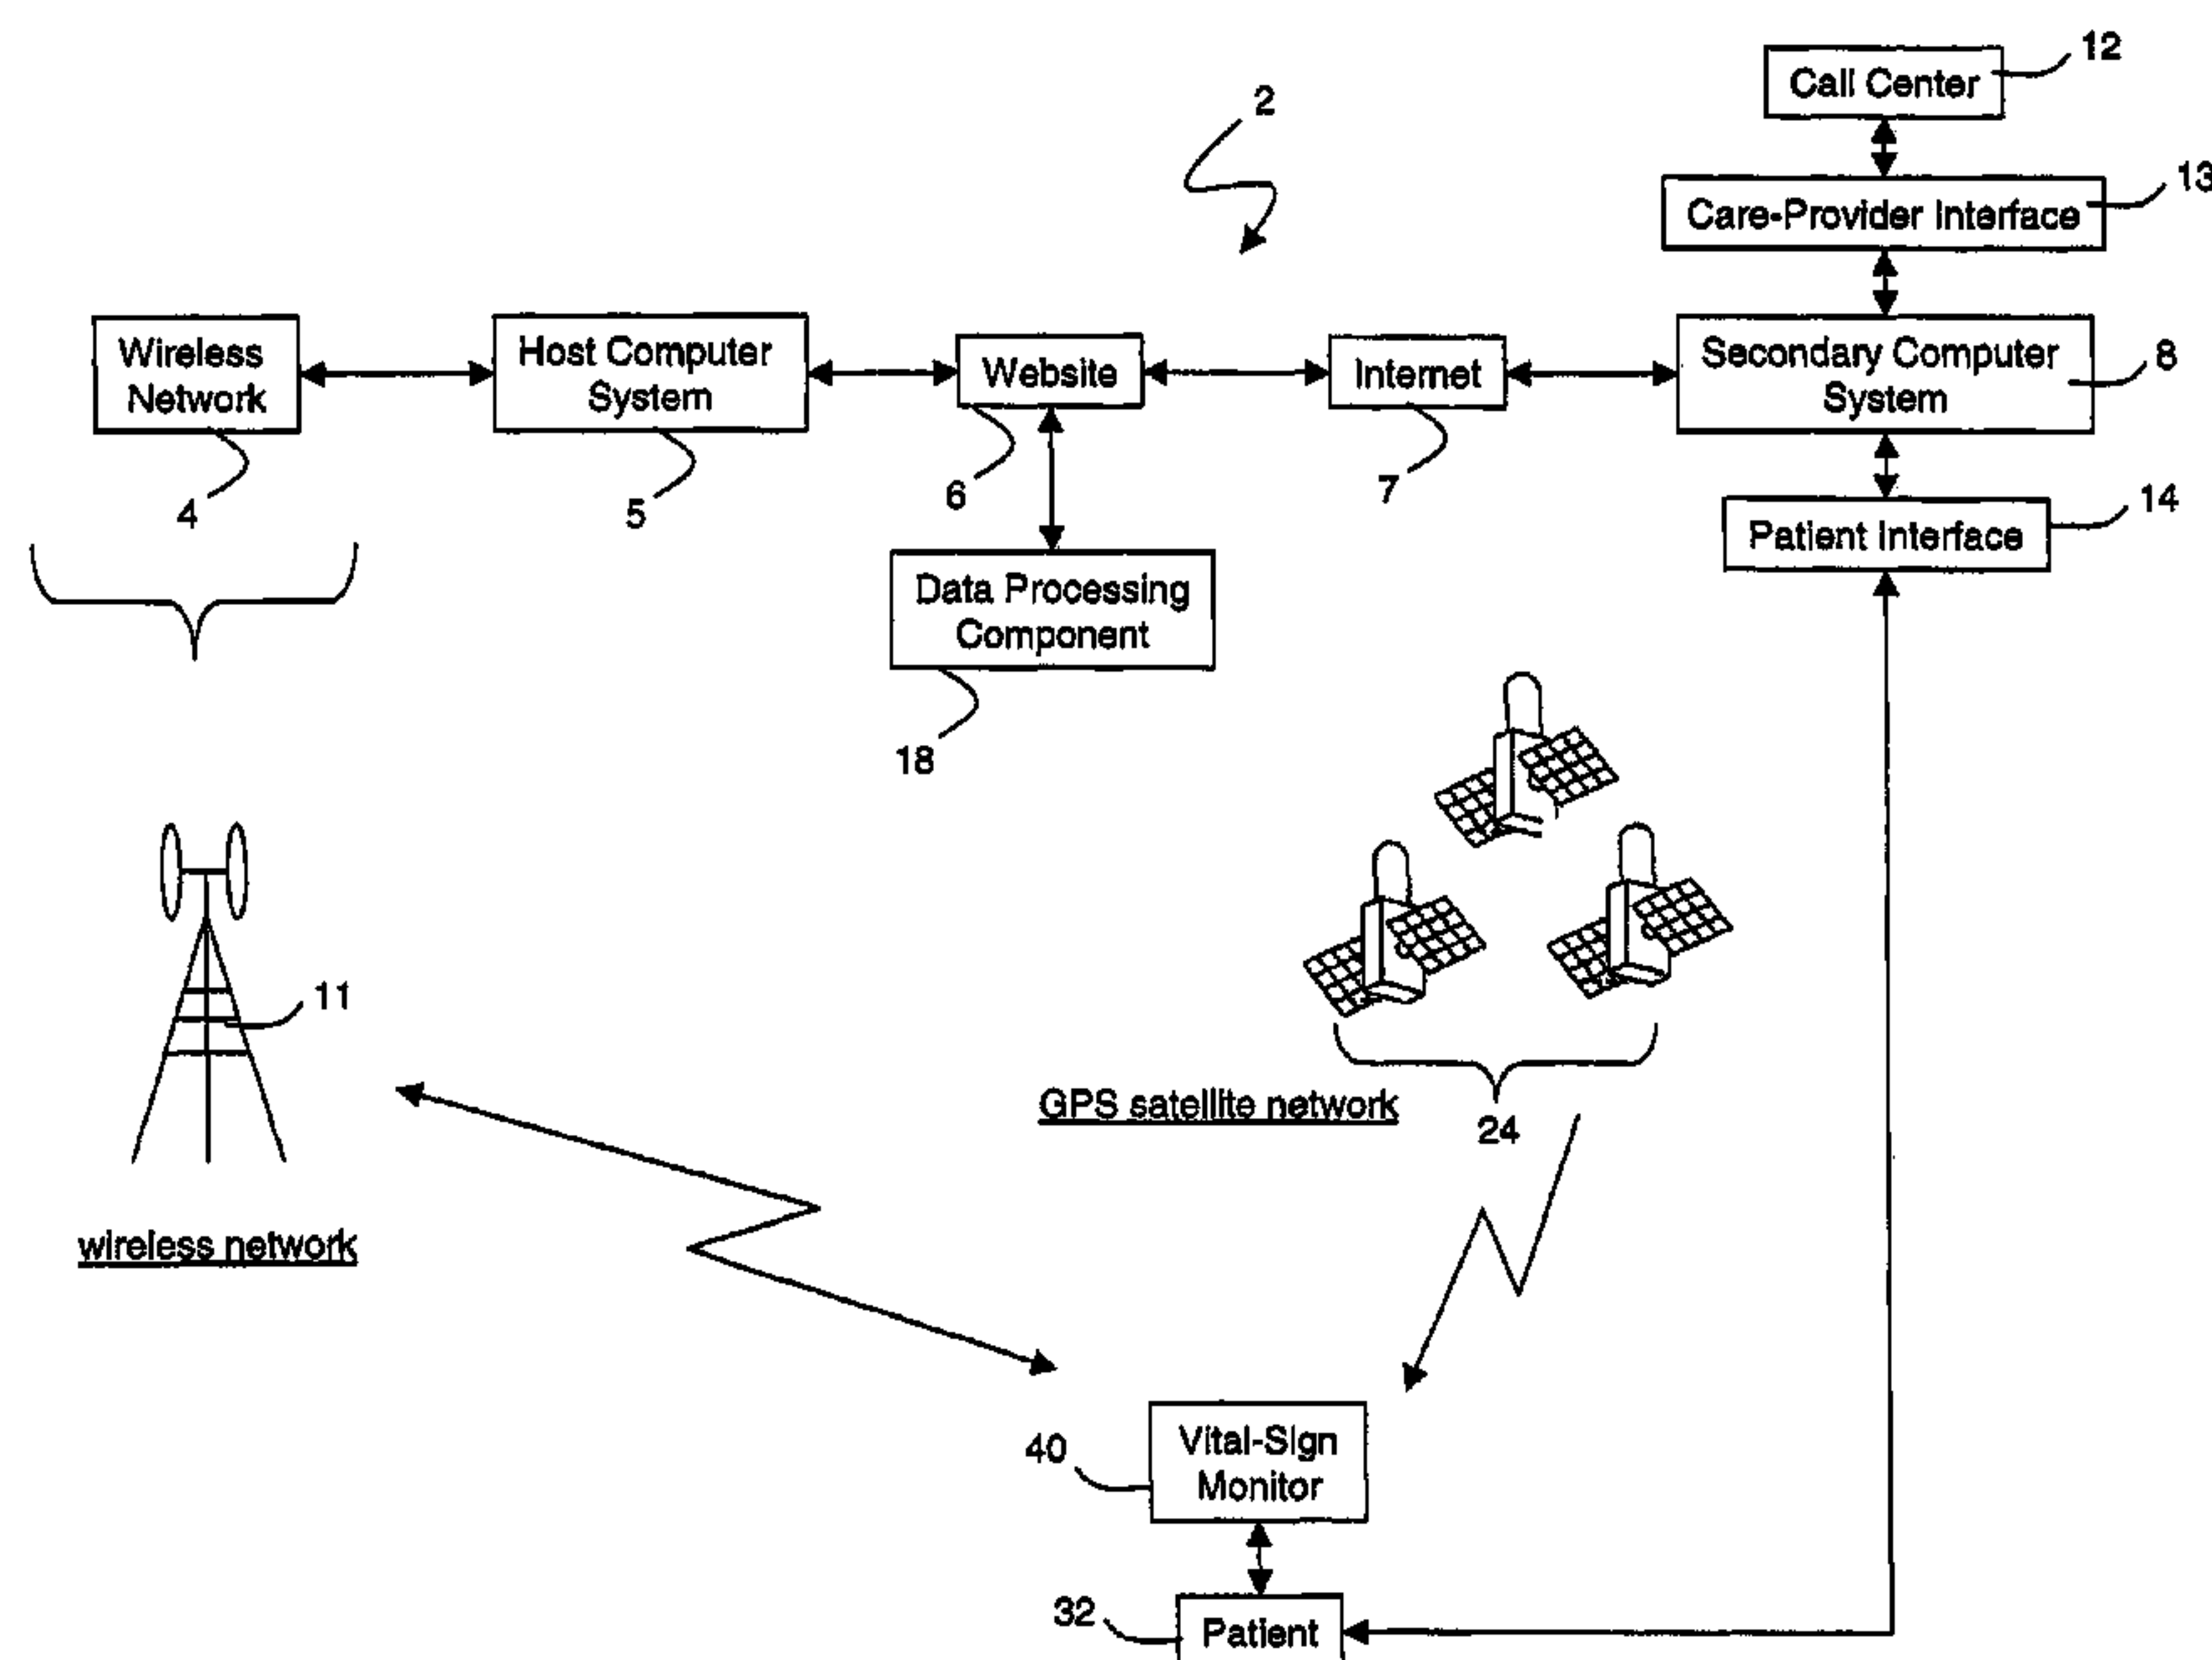 12
Call Center
2
13
Care-Provider Interface
Wireless
Network
Host Computer
System
Website
Internet
Secondary Computer
System
8
4
5
6
7
14
Patient Interface
Data Processing
Component
18
11
GPS satellite network
24
wireless network
40
Vital-Sign
Monitor
32
Patient